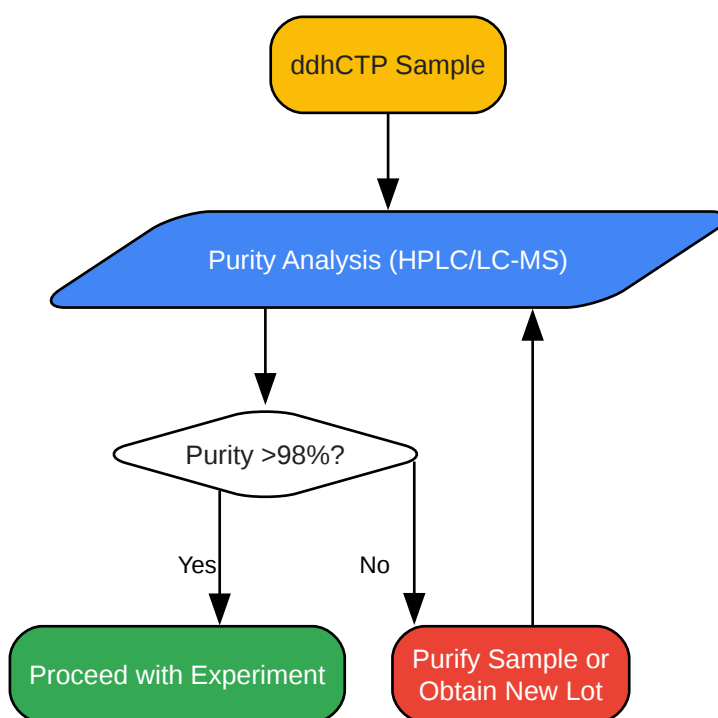 ddhCTP Sample
Purity Analysis (HPLC/LC-MS)
Purity >98%?
Yes
No
Proceed with Experiment
Purify Sample or
Obtain New Lot